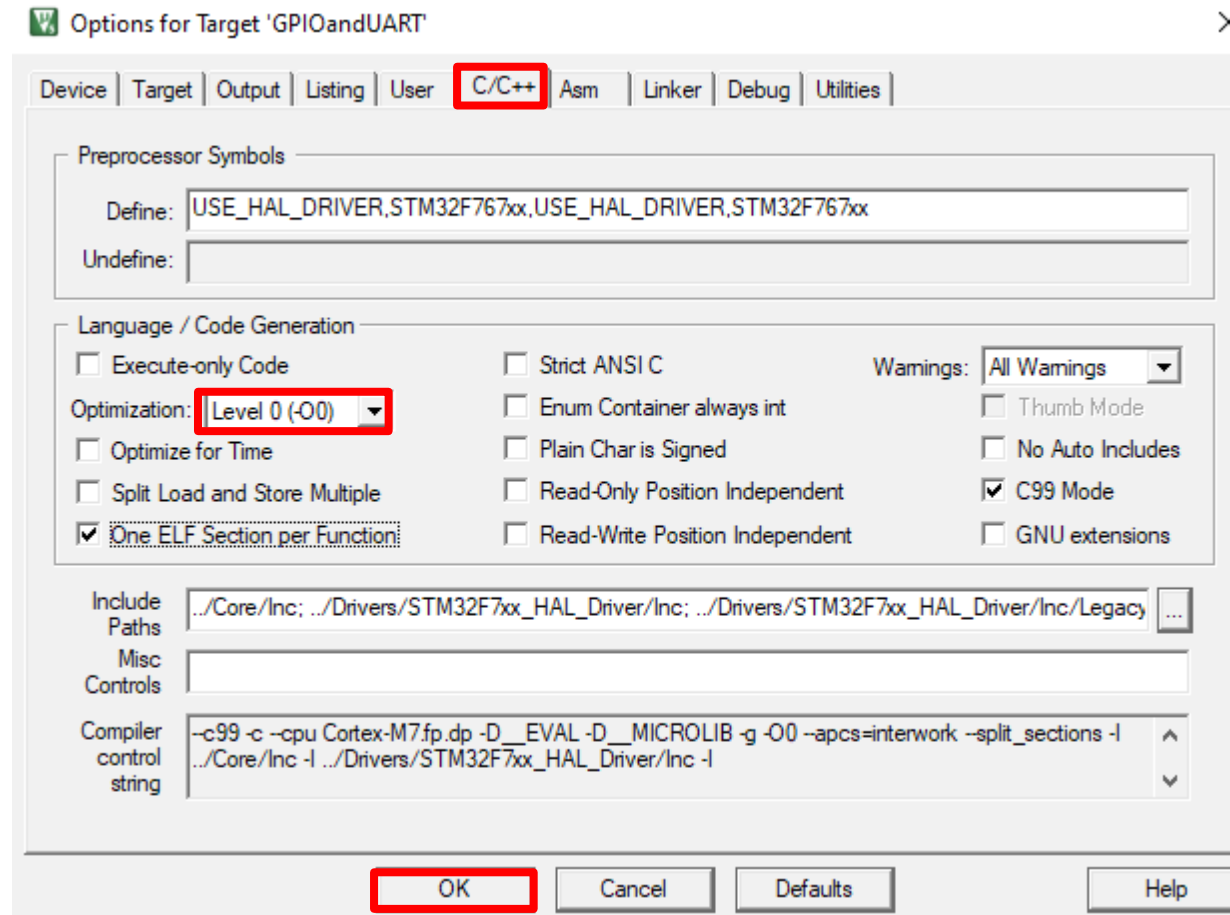 Options for Target 'GPIOandUART'
Device Target Output Listing User C/C++ Asm Linker Debug Utilities
Preprocessor Symbols
Define: USE_HAL_DRIVER,STM32F767xx,USE_HAL_DRIVER,STM32F767xx
Undefine:
Language / Code Generation
Execute-only Code Strict ANSI C Warnings: All Warnings
Optimization: Level 0 (-O0) Enum Container always int Thumb Mode
Optimize for Time Plain Char is Signed No Auto Includes
Split Load and Store Multiple Read-Only Position Independent C99 Mode
One ELF Section per Function Read-Write Position Independent GNU extensions
Include Paths ../Core/Inc; ../Drivers/STM32F7xx_HAL_Driver/Inc; ../Drivers/STM32F7xx_HAL_Driver/Inc/Legacy ...
Misc Controls
Compiler control string --c99 -c --cpu Cortex-M7.fp.dp -D__EVAL -D__MICROLIB -g -O0 --apcs=interwork --split_sections -I
../Core/Inc -I ../Drivers/STM32F7xx_HAL_Driver/Inc -I
OK Cancel Defaults Help